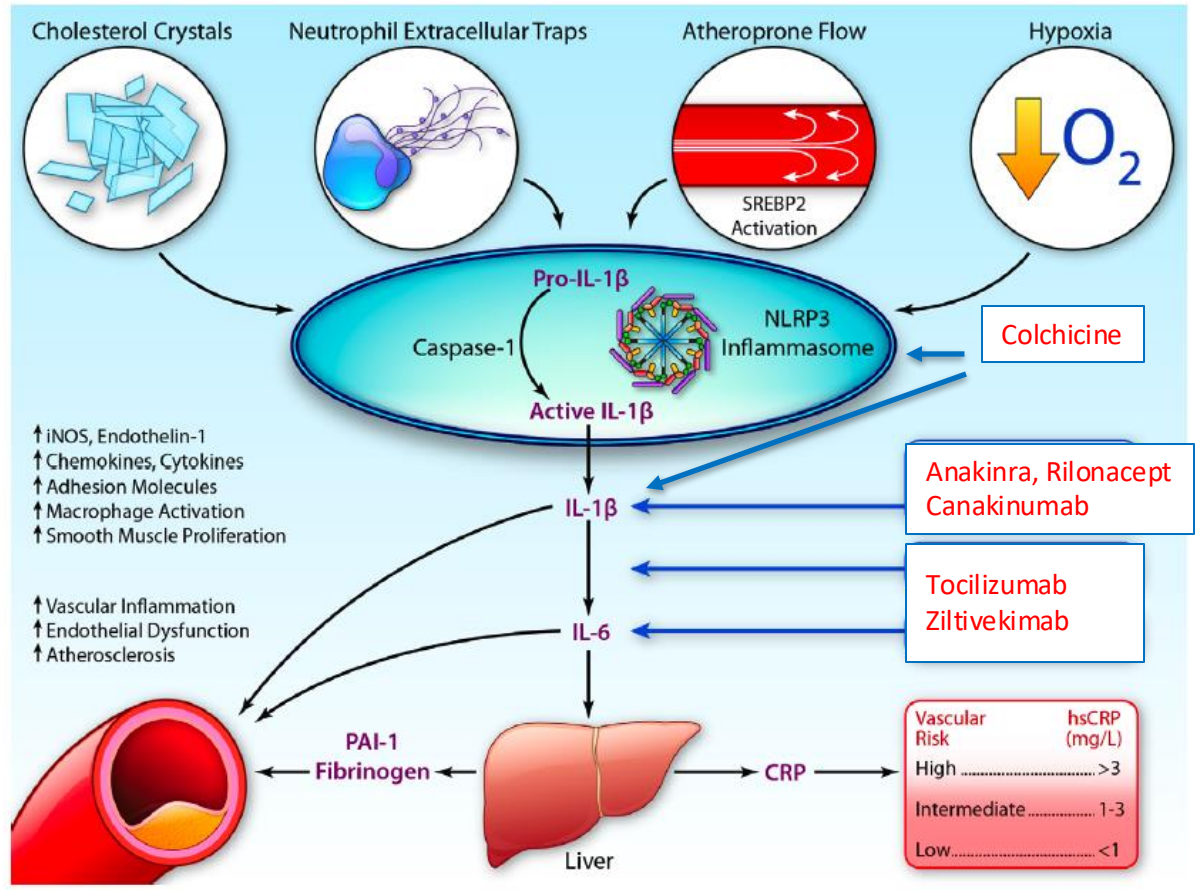 Cholesterol Crystals
Neutrophil Extracellular Traps
Atheroprone Flow
Hypoxia
O2
SREBP2
Activation
Pro-IL-1β
Caspase-1
NLRP3
Inflammasome
Active IL-1β
Colchicine
↑ iNOS, Endothelin-1
↑ Chemokines, Cytokines
↑ Adhesion Molecules
↑ Macrophage Activation
↑ Smooth Muscle Proliferation
IL-1β
Anakinra, Rilonacept
Canakinumab
Tocilizumab
Ziltivekimab
↑ Vascular Inflammation
↑ Endothelial Dysfunction
↑ Atherosclerosis
IL-6
PAI-1
Fibrinogen
Liver
CRP
Vascular hsCRP
Risk (mg/L)
High ........................ >3
Intermediate ............ 1-3
Low ........................ <1